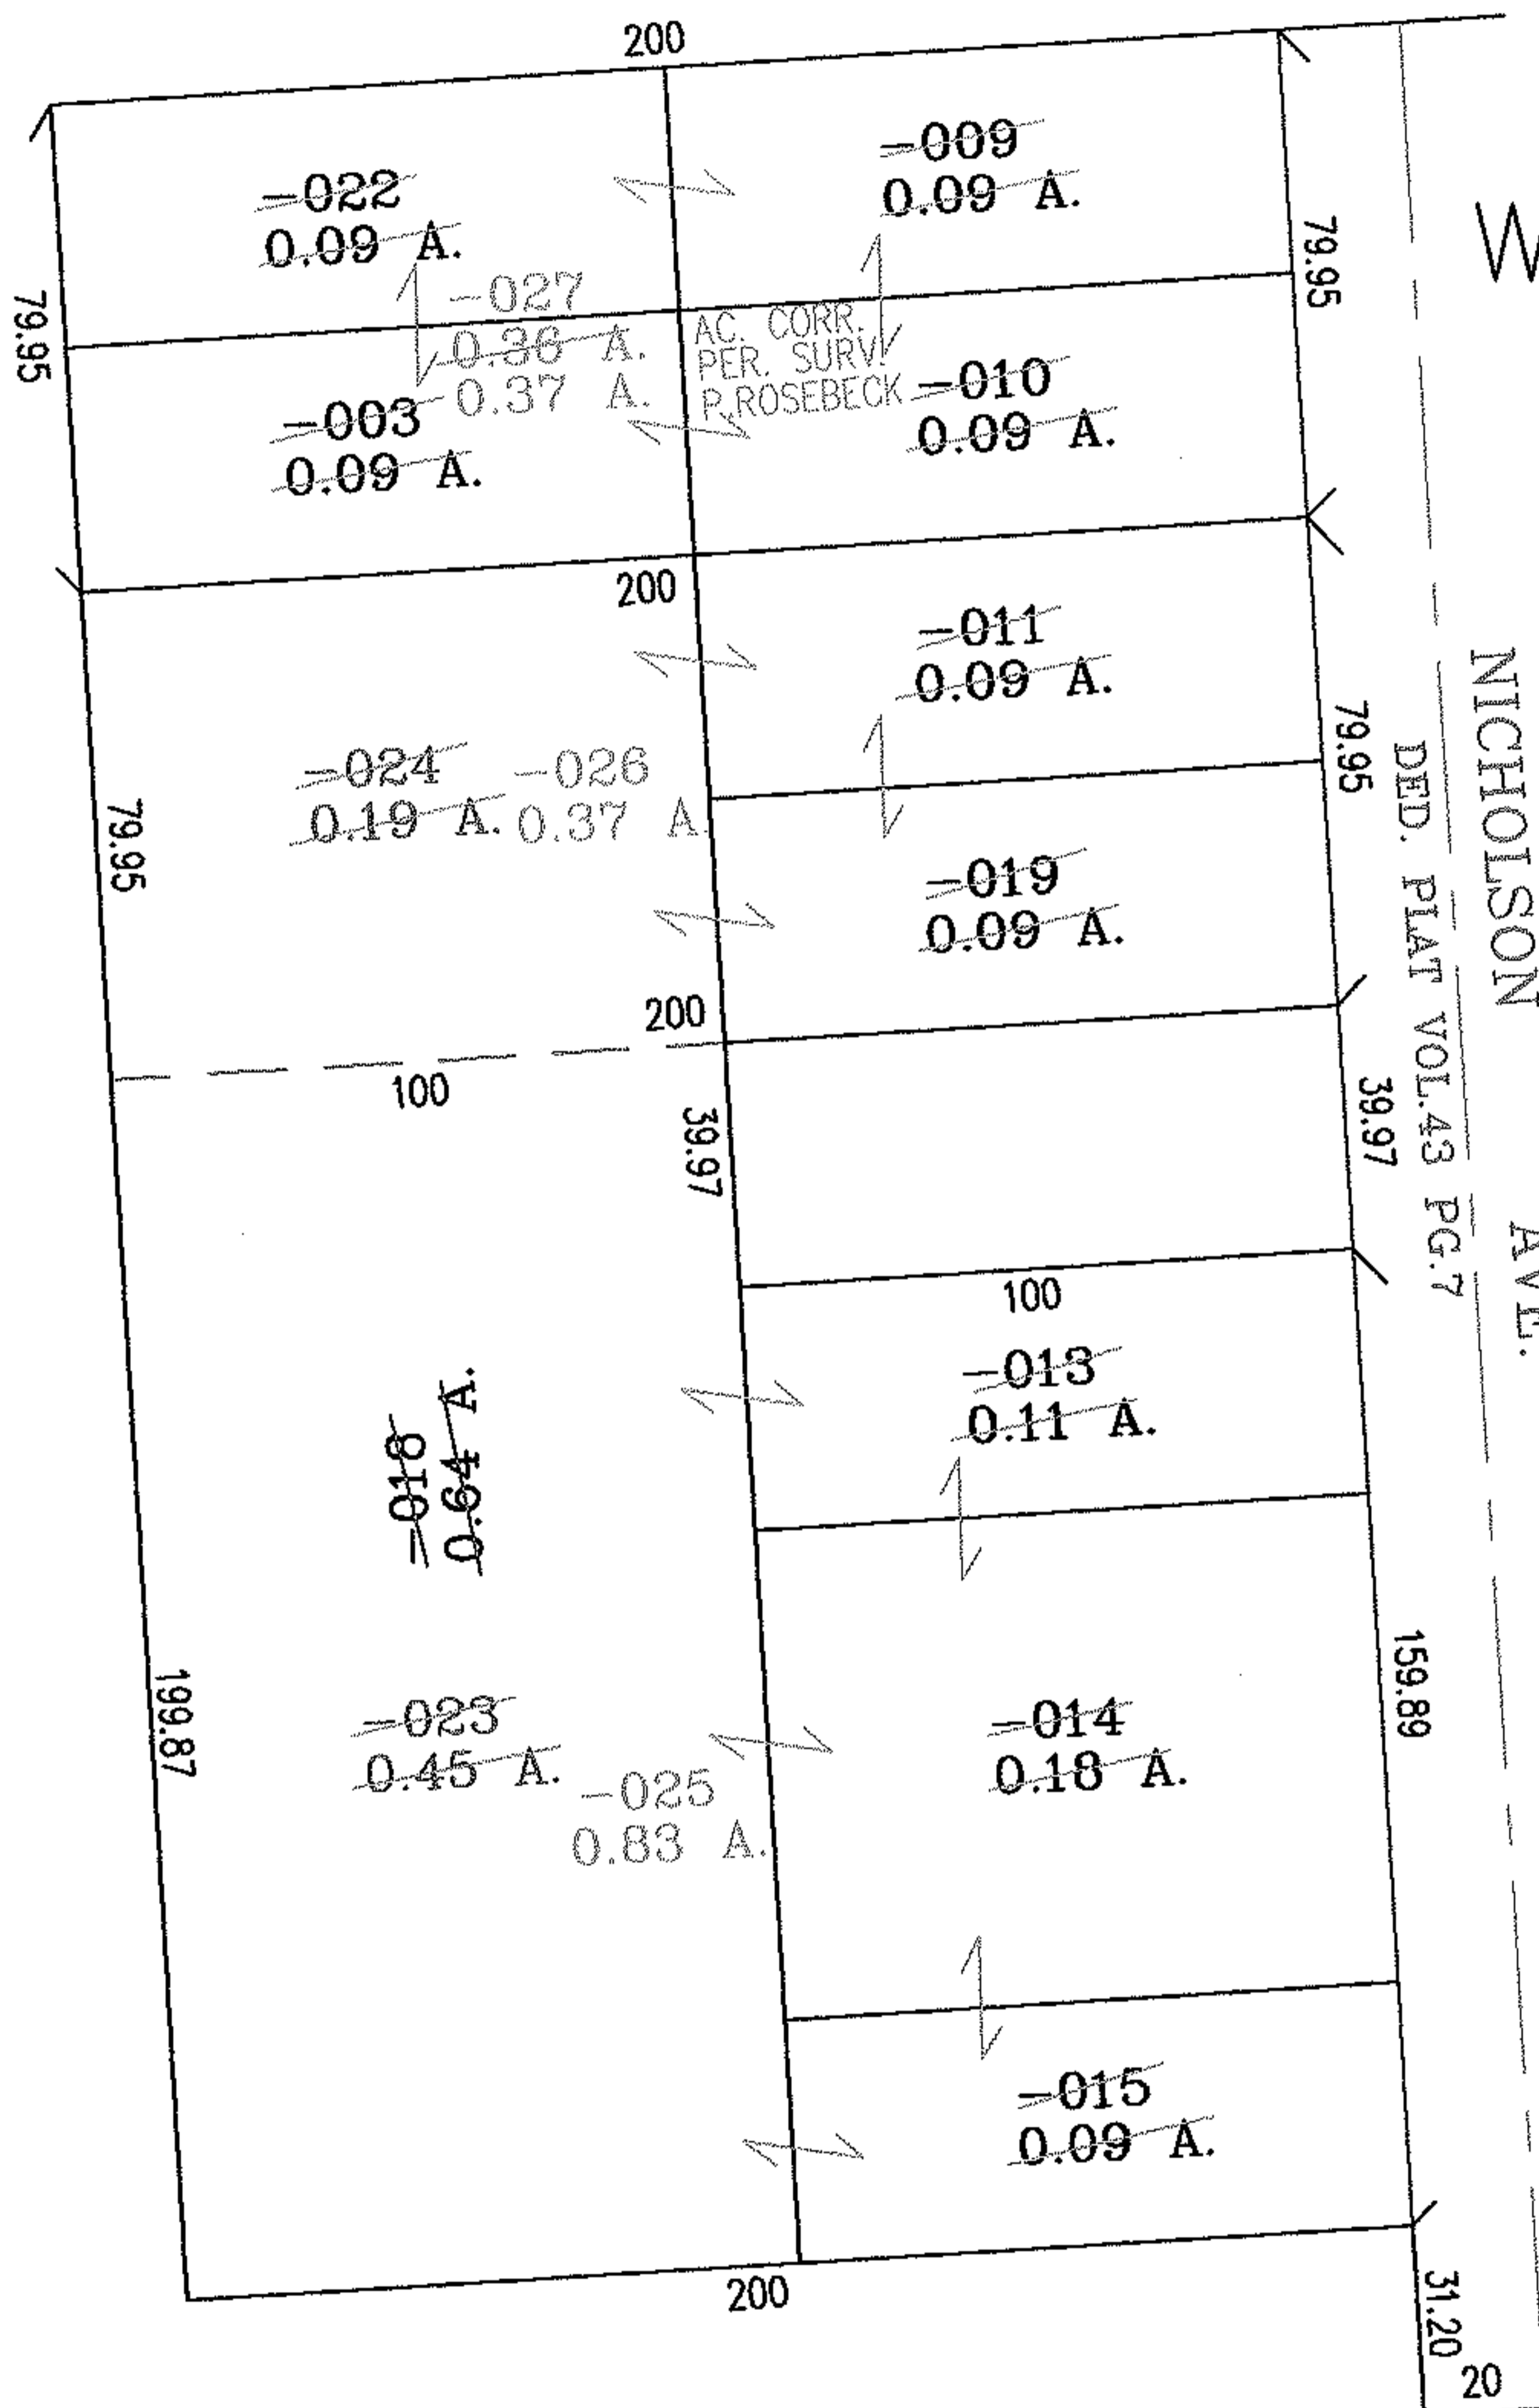 200
-022
0.09 A.
-009
0.09 A.
79.95
79.95
W
-027
0.36 A.
0.37 A.
AC. CORR.
PER. SURV.
P.ROSEBECK
-003
0.09 A.
-010
0.09 A.
200
-011
0.09 A.
79.95
NICHOLSON AVE.
DED. PLAT VOL.43 PG.7
-024
0.19 A.
-026
0.37 A.
79.95
-019
0.09 A.
200
100
39.97
39.97
100
-013
0.11 A.
-018
0.64 A.
-023
0.45 A.
199.87
-025
0.83 A.
-014
0.18 A.
159.89
-015
0.09 A.
200
31.20
20